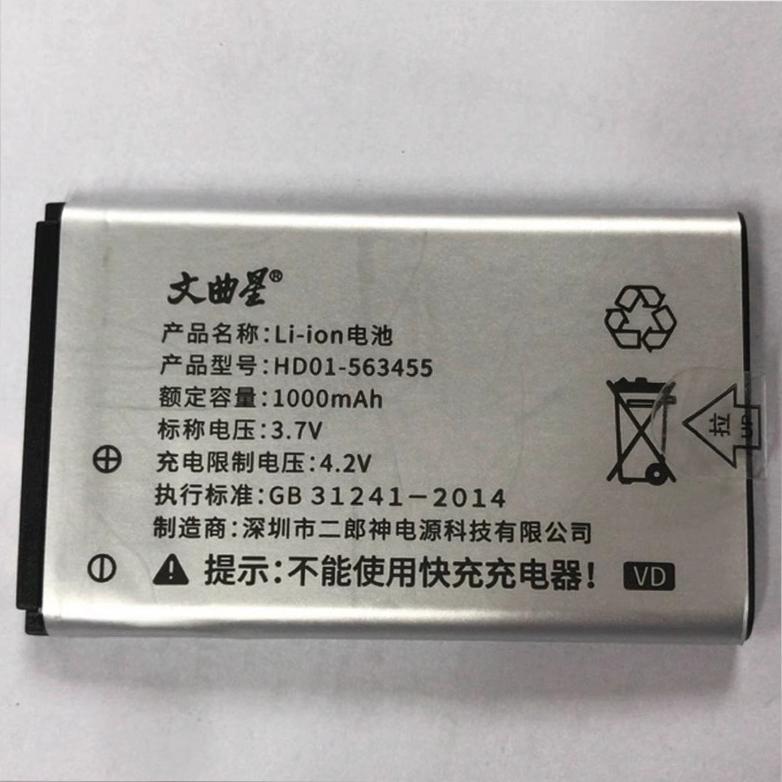 文曲星®
产品名称:Li-ion电池
产品型号:HD01-563455
额定容量:1000mAh
标称电压:3.7V
充电限制电压:4.2V
执行标准:GB 31241-2014
制造商:深圳市二郎神电源科技有限公司
提示:不能使用快充充电器!
VD
拉
UP